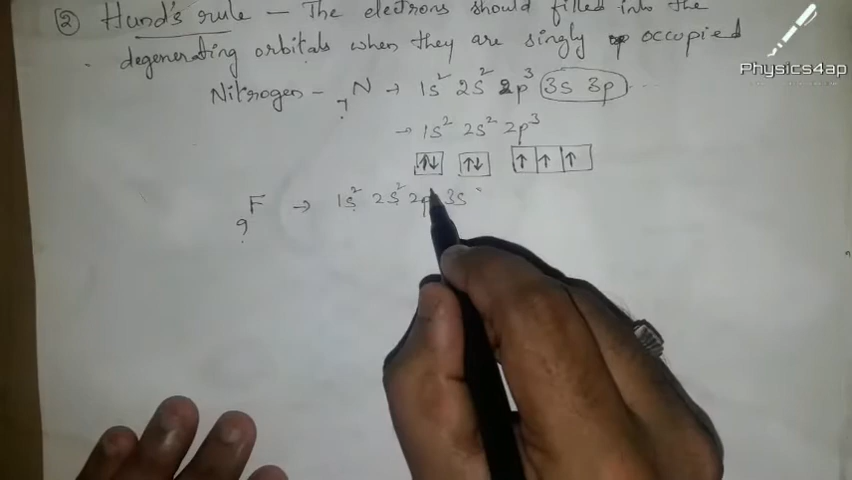 ② Hund's rule – The electrons should filled into the
degenerating orbitals when they are singly occupied
Physics4ap
Nitrogen – ₇N → 1s² 2s² 2p³ 3s 3p ...
→ 1s² 2s² 2p³
↑↓ ↑↓ ↑ ↑ ↑
₉F → 1s² 2s² 2p 3s